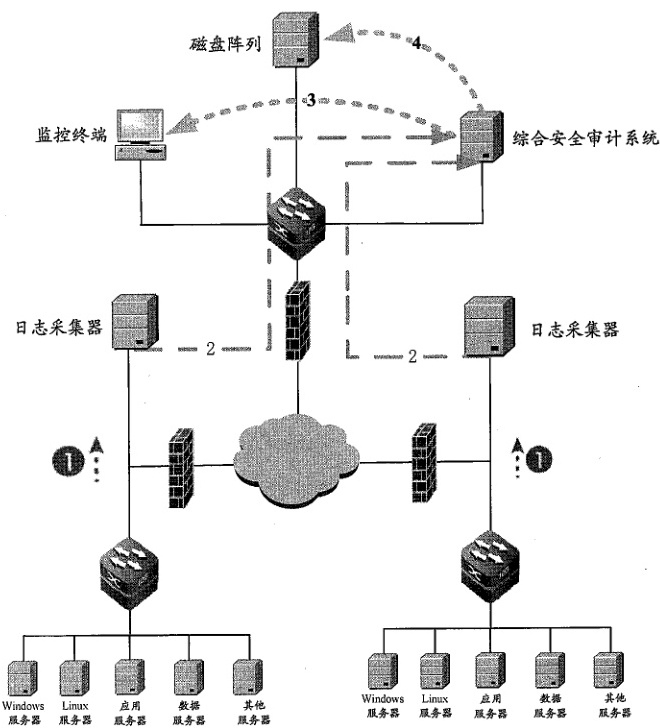 磁盘阵列
4
3
监控终端
综合安全审计系统
日志采集器
2
2
日志采集器
1
1
Windows
服务器
Linux
服务器
应用
服务器
数据
服务器
其他
服务器
Windows
服务器
Linux
服务器
应用
服务器
数据
服务器
其他
服务器